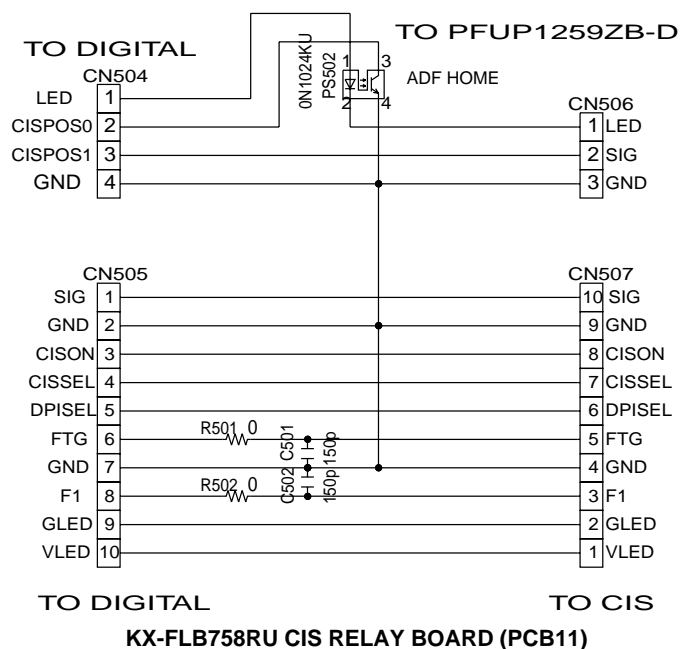 TO PFUP1259ZB-D
TO DIGITAL
CN504
LED 1
CISPOS0 2
CISPOS1 3
GND 4
0N1024KU
PS502
1 3
2 4
ADF HOME
CN506
1 LED
2 SIG
3 GND
CN505
SIG 1
GND 2
CISON 3
CISSEL 4
DPISEL 5
FTG 6
GND 7
F1 8
GLED 9
VLED 10
R501 0
R502 0
C501
150p
C502
150p
CN507
10 SIG
9 GND
8 CISON
7 CISSEL
6 DPISEL
5 FTG
4 GND
3 F1
2 GLED
1 VLED
TO DIGITAL
TO CIS
KX-FLB758RU CIS RELAY BOARD (PCB11)